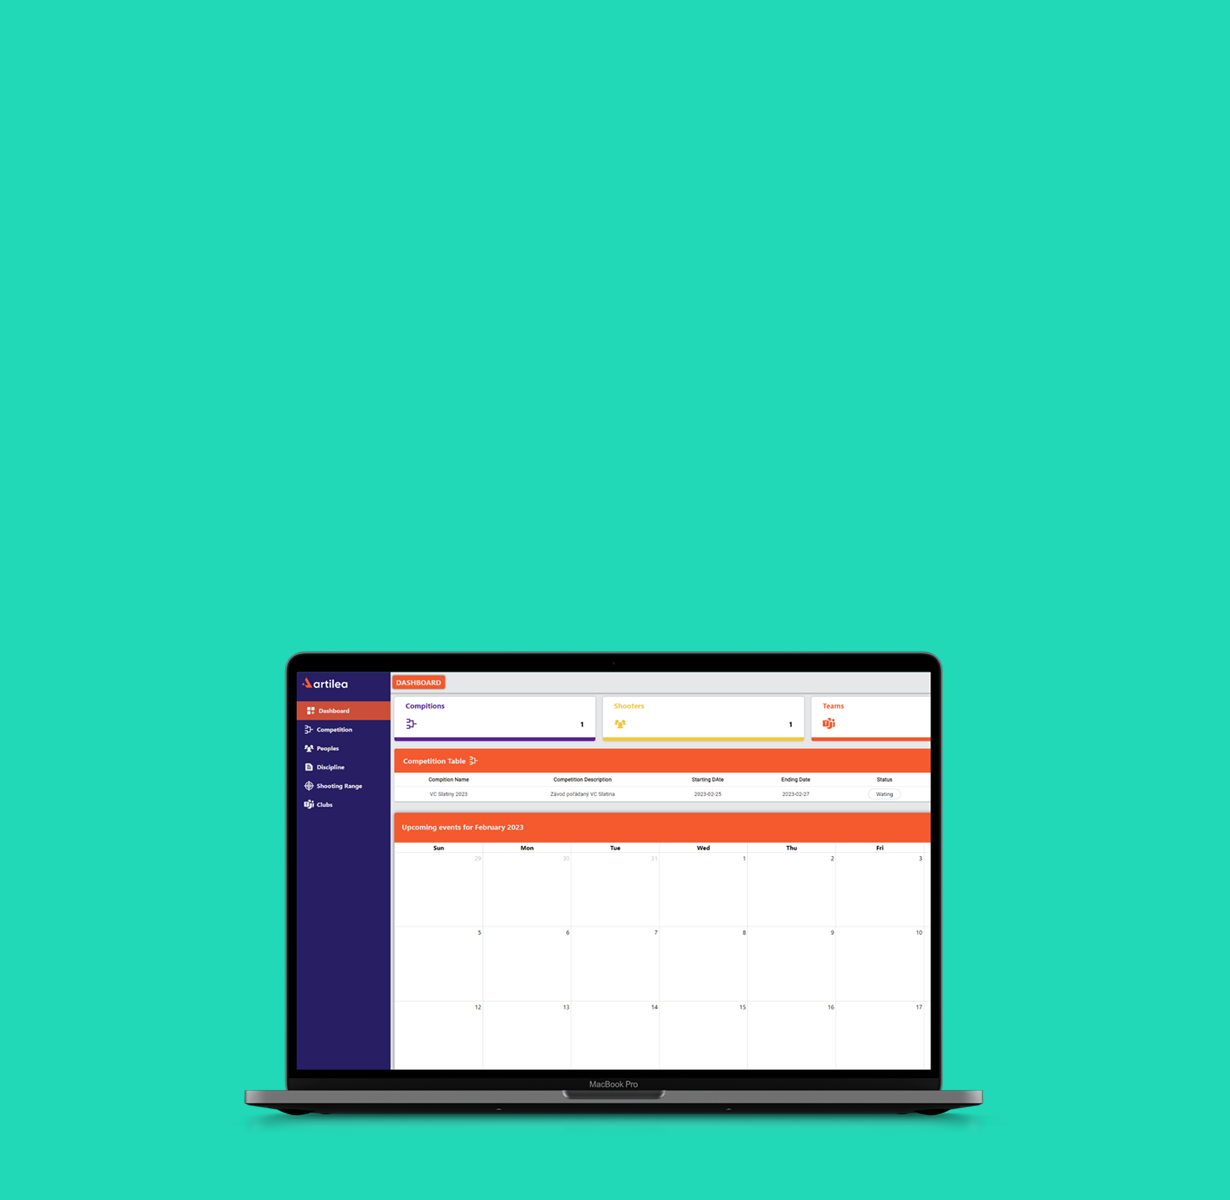 artilea
DASHBOARD
Dashboard
Competition
Peoples
Discipline
Shooting Range
Clubs
Compitions
1
Shooters
1
Teams
Competition Table
Compition Name Competition Description Starting DAte Ending Date Status
VC Slatiny 2023 Závod pořádaný VC Slatina 2023-02-25 2023-02-27 Wating
Upcoming events for February 2023
Sun Mon Tue Wed Thu Fri
29 30 31 1 2 3
5 6 7 8 9 10
12 13 14 15 16 17
MacBook Pro